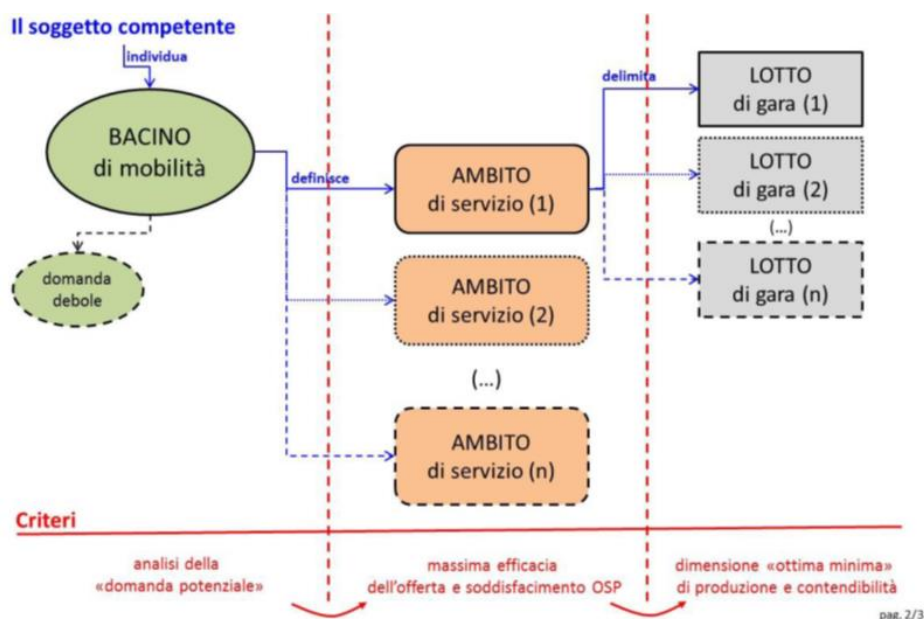 Il soggetto competente
individua
BACINO
di mobilità
domanda
debole
definisce
AMBITO
di servizio (1)
AMBITO
di servizio (2)
(...)
AMBITO
di servizio (n)
delimita
LOTTO
di gara (1)
LOTTO
di gara (2)
(...)
LOTTO
di gara (n)
Criteri
analisi della
«domanda potenziale»
massima efficacia
dell'offerta e soddisfacimento OSP
dimensione «ottima minima»
di produzione e contendibilità
pag. 2/3